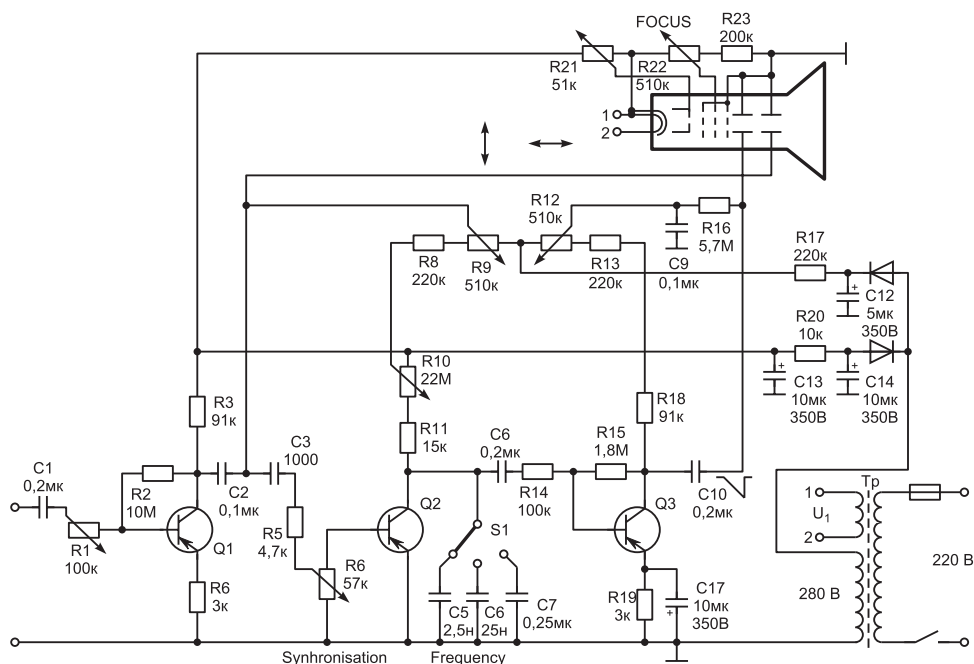 FOCUS
R23
200к
R21
51к
R22
510к
1
2
R12
510к
R16
5,7М
R8
220к
R9
510к
R13
220к
C9
0,1мк
R17
220к
+
C12
5мк
350В
R20
10к
R10
22М
+
C13
10мк
350В
+
C14
10мк
350В
R3
91к
R18
91к
R11
15к
C3
1000
C6
0,2мк
R15
1,8М
C1
0,2мк
R2
10М
C2
0,1мк
R14
100к
C10
0,2мк
Тр
1
U1
2
R1
100к
Q1
R5
4,7к
Q2
S1
Q3
R6
57к
220 В
R6
3к
C5
2,5н
C6
25н
C7
0,25мк
R19
3к
+
C17
10мк
350В
280 В
Synhronisation
Frequency